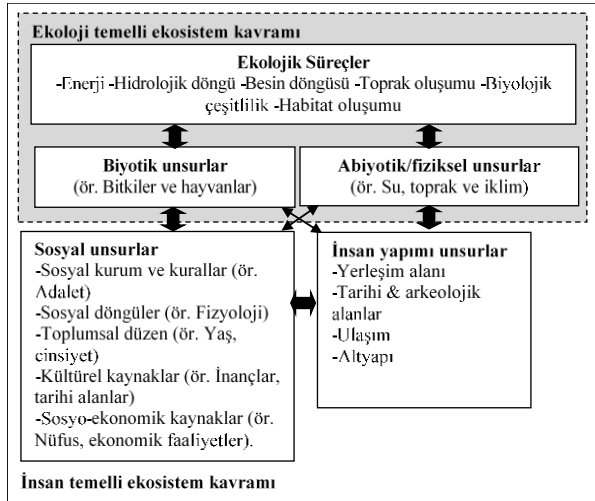 Ekoloji temelli ekosistem kavramı
Ekolojik Süreçler
-Enerji -Hidrolojik döngü -Besin döngüsü -Toprak oluşumu -Biyolojik
çeşitlilik -Habitat oluşumu
Biyotik unsurlar
(ör. Bitkiler ve hayvanlar)
Abiyotik/fiziksel unsurlar
(ör. Su, toprak ve iklim)
Sosyal unsurlar
-Sosyal kurum ve kurallar (ör.
Adalet)
-Sosyal döngüler (ör. Fizyoloji)
-Toplumsal düzen (ör. Yaş,
cinsiyet)
-Kültürel kaynaklar (ör. İnançlar,
tarihi alanlar)
-Sosyo-ekonomik kaynaklar (ör.
Nüfus, ekonomik faaliyetler).
İnsan yapımı unsurlar
-Yerleşim alanı
-Tarihi & arkeolojik
alanlar
-Ulaşım
-Altyapı
İnsan temelli ekosistem kavramı